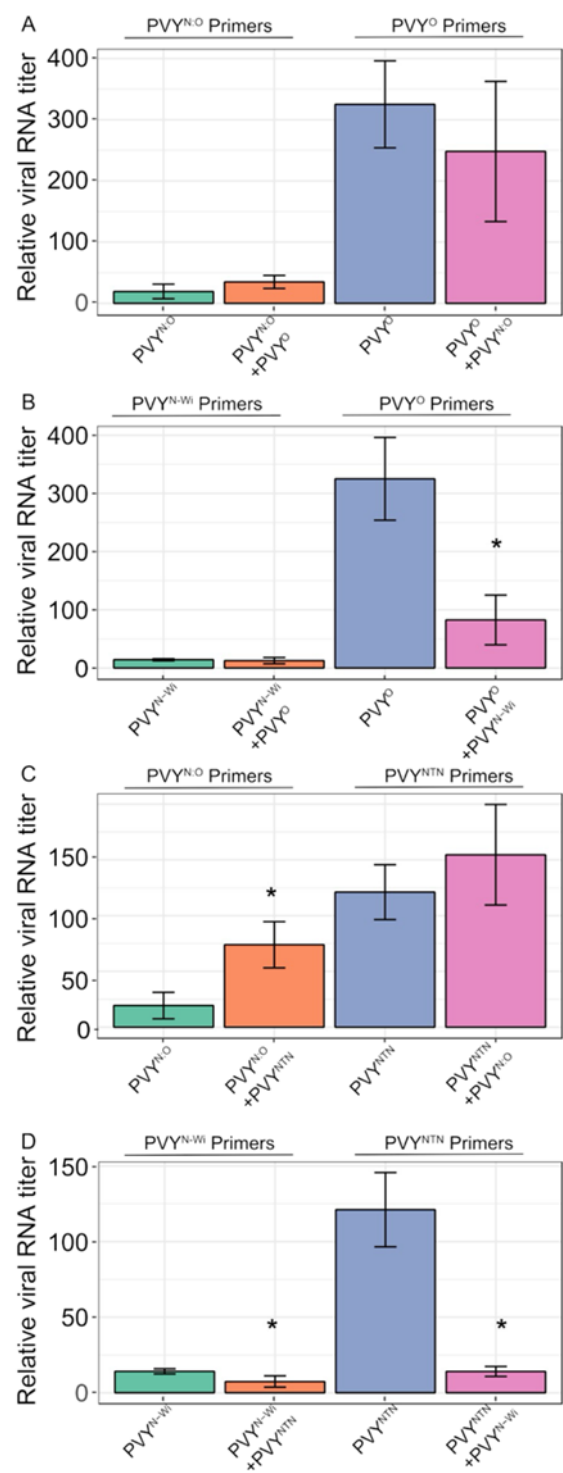 A
PVYN:O Primers PVYO Primers
Relative viral RNA titer
400
300
200
100
0
PVYN:O
PVYN:O
+PVYO
PVYO
PVYO
+PVYN:O
B
PVYN-Wi Primers PVYO Primers
Relative viral RNA titer
400
300
200
100
0
*
PVYN-Wi
PVYN-Wi
+PVYO
PVYO
PVYO
+PVYN-Wi
C
PVYN:O Primers PVYNTN Primers
Relative viral RNA titer
150
100
50
0
*
PVYN:O
PVYN:O
+PVYNTN
PVYNTN
PVYNTN
+PVYN:O
D
PVYN-Wi Primers PVYNTN Primers
Relative viral RNA titer
150
100
50
0
* *
PVYN-Wi
PVYN-Wi
+PVYNTN
PVYNTN
PVYNTN
+PVYN-Wi